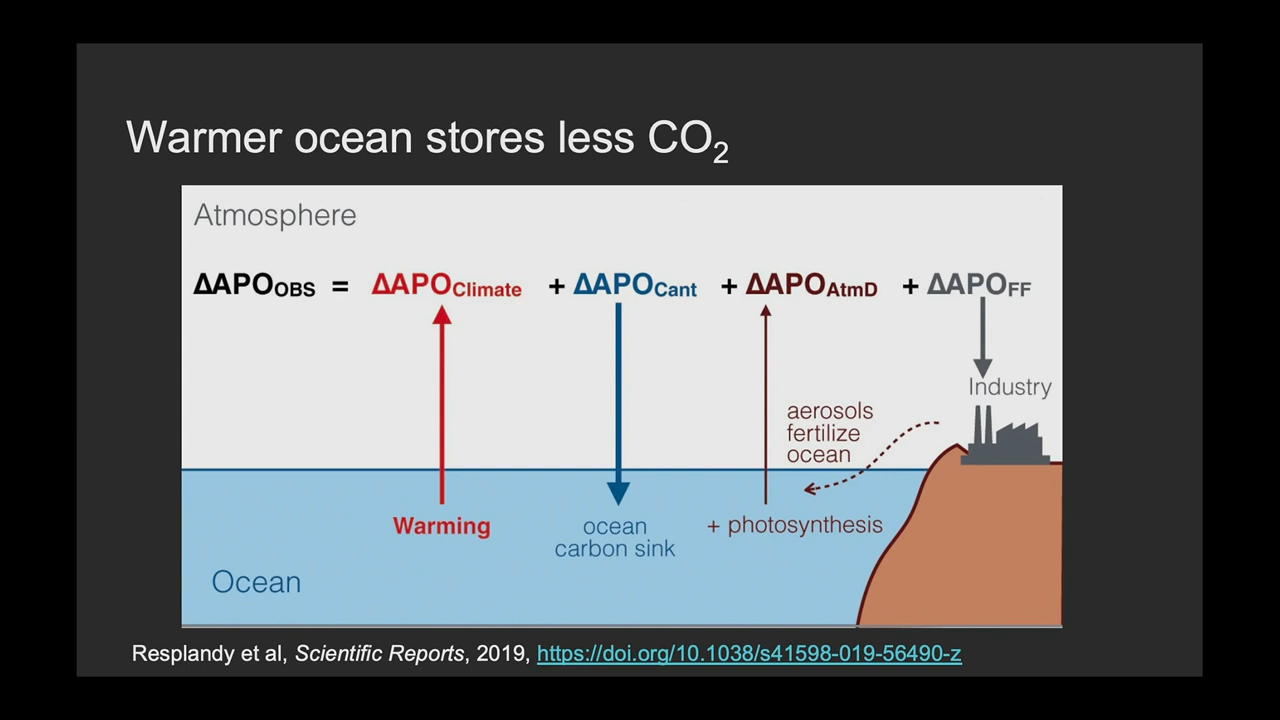 Warmer ocean stores less CO₂
Atmosphere
ΔAPO_OBS = ΔAPO_Climate + ΔAPO_Cant + ΔAPO_AtmD + ΔAPO_FF
Industry
aerosols
fertilize
ocean
Warming
ocean
carbon sink
+ photosynthesis
Ocean
Resplandy et al, Scientific Reports, 2019, https://doi.org/10.1038/s41598-019-56490-z